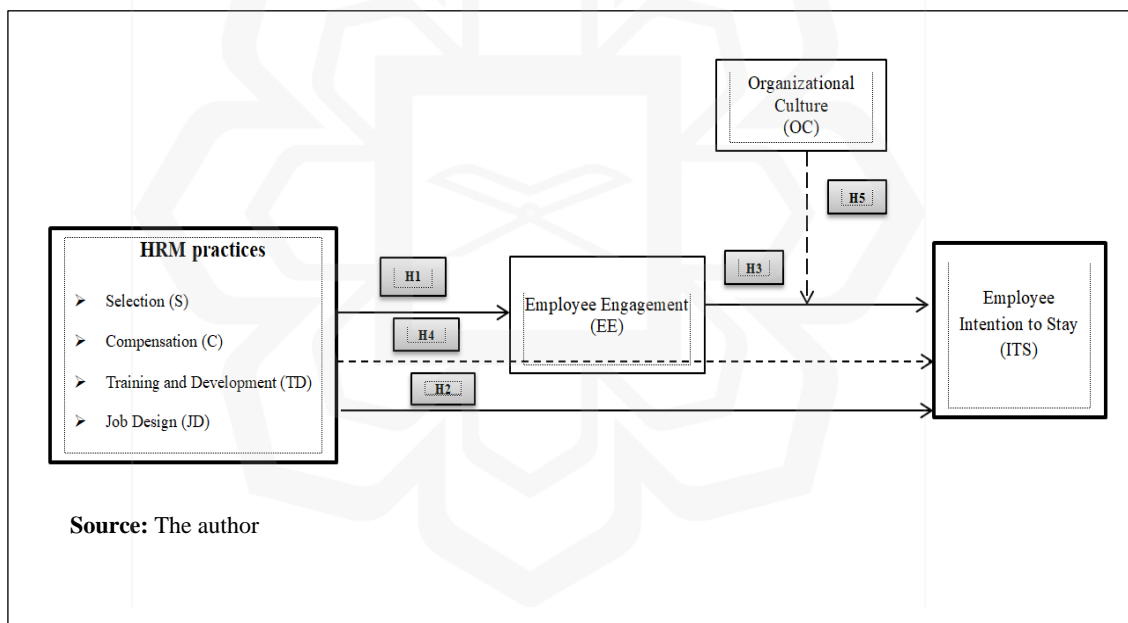 Organizational
Culture
(OC)
H5
HRM practices
➢ Selection (S)
➢ Compensation (C)
➢ Training and Development (TD)
➢ Job Design (JD)
H1
H4
H2
Employee Engagement
(EE)
H3
Employee
Intention to Stay
(ITS)
Source: The author